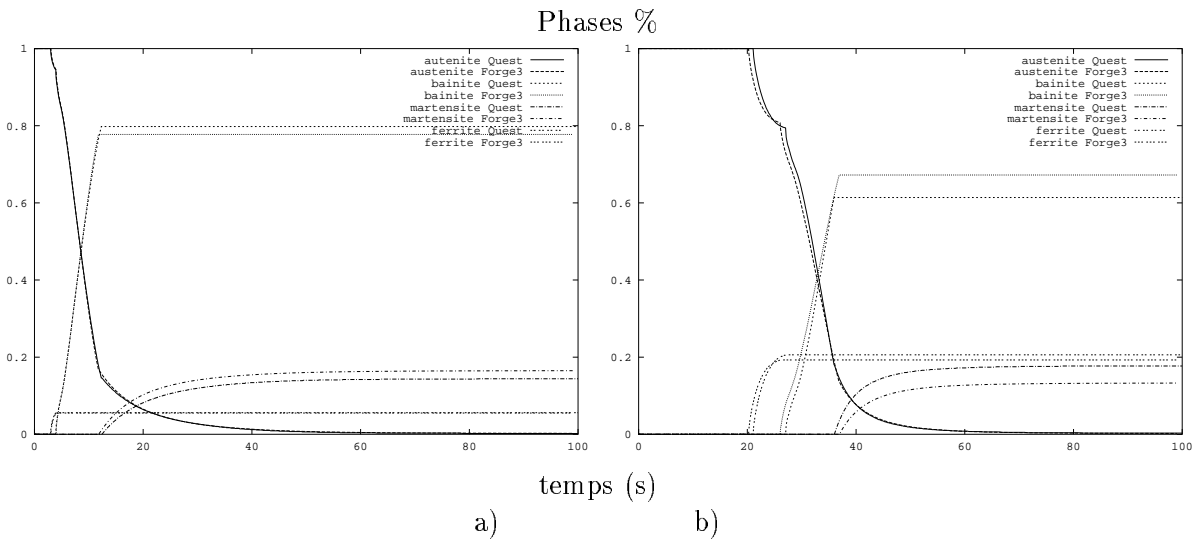 Phases %
1
0.8
0.6
0.4
0.2
0
0 20 40 60 80 100
autenite Quest
austenite Forge3
bainite Quest
bainite Forge3
martensite Quest
martensite Forge3
ferrite Quest
ferrite Forge3
1
0.8
0.6
0.4
0.2
0
0 20 40 60 80 100
austenite Quest
austenite Forge3
bainite Quest
bainite Forge3
martensite Quest
martensite Forge3
ferrite Quest
ferrite Forge3
temps (s)
a) b)